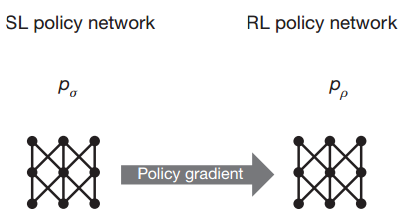 SL policy network
RL policy network
pσ
pρ
Policy gradient